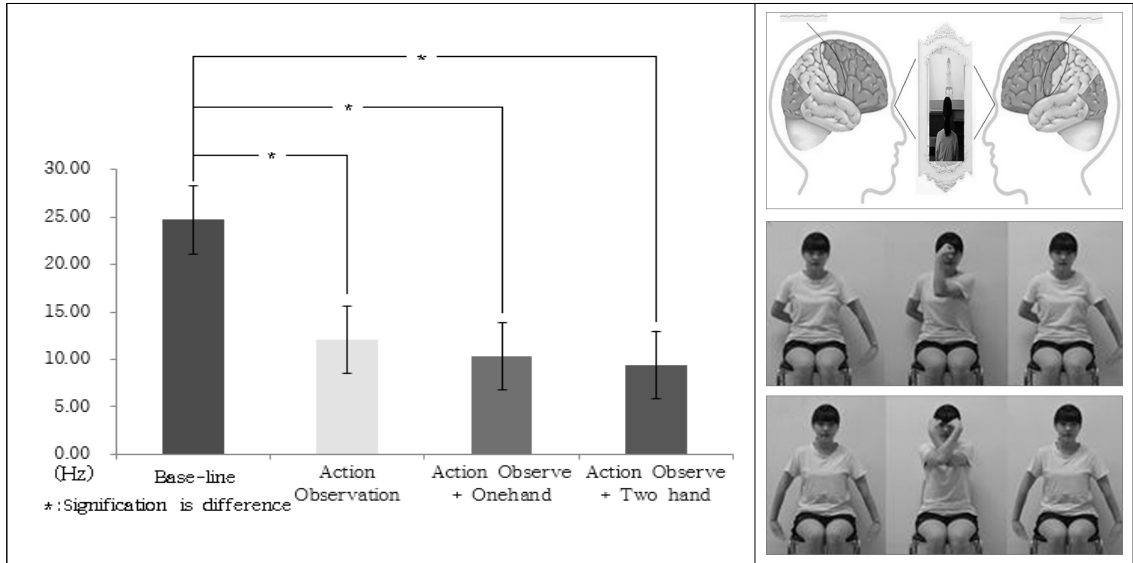 *
*
*
30.00
25.00
20.00
15.00
10.00
5.00
0.00
(Hz)
Base-line
Action
Observation
Action Observe
+ Onehand
Action Observe
+ Two hand
*:Signification is difference